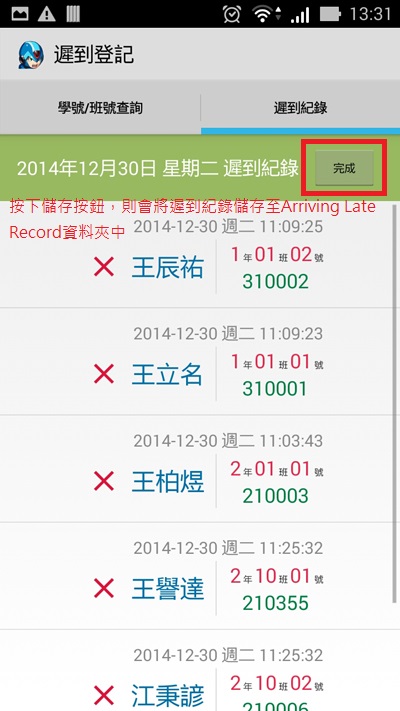 13:31
遲到登記
學號/班號查詢
遲到紀錄
2014年12月30日 星期二 遲到紀錄
完成
按下儲存按鈕，則會將遲到紀錄儲存至Arriving Late
Record資料夾中
2014-12-30 週二 11:09:25
王辰祐
1年01班02號
310002
2014-12-30 週二 11:09:23
王立名
1年01班01號
310001
2014-12-30 週二 11:03:43
王柏煜
2年01班01號
210003
2014-12-30 週二 11:25:32
王譽達
2年10班01號
210355
2014-12-30 週二 11:25:32
江秉諺
2年10班02號
210006